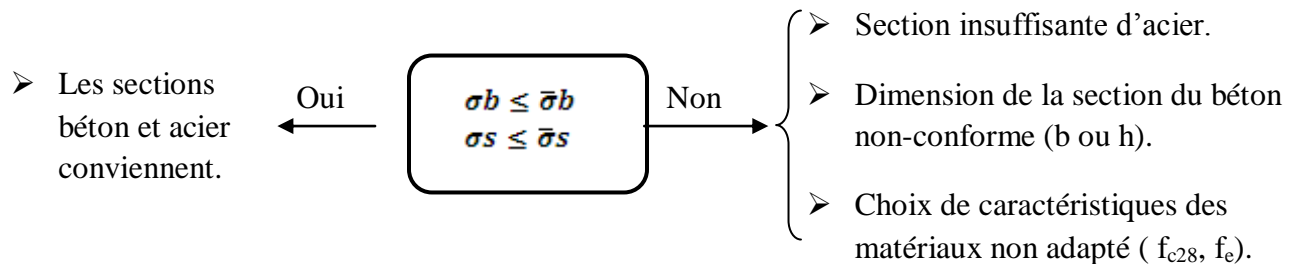 ➢ Les sections
béton et acier
conviennent.
Oui
σb ≤ σ̅b
σs ≤ σ̅s
Non
➢ Section insuffisante d’acier.
➢ Dimension de la section du béton
non-conforme (b ou h).
➢ Choix de caractéristiques des
matériaux non adapté ( fc28, fe).